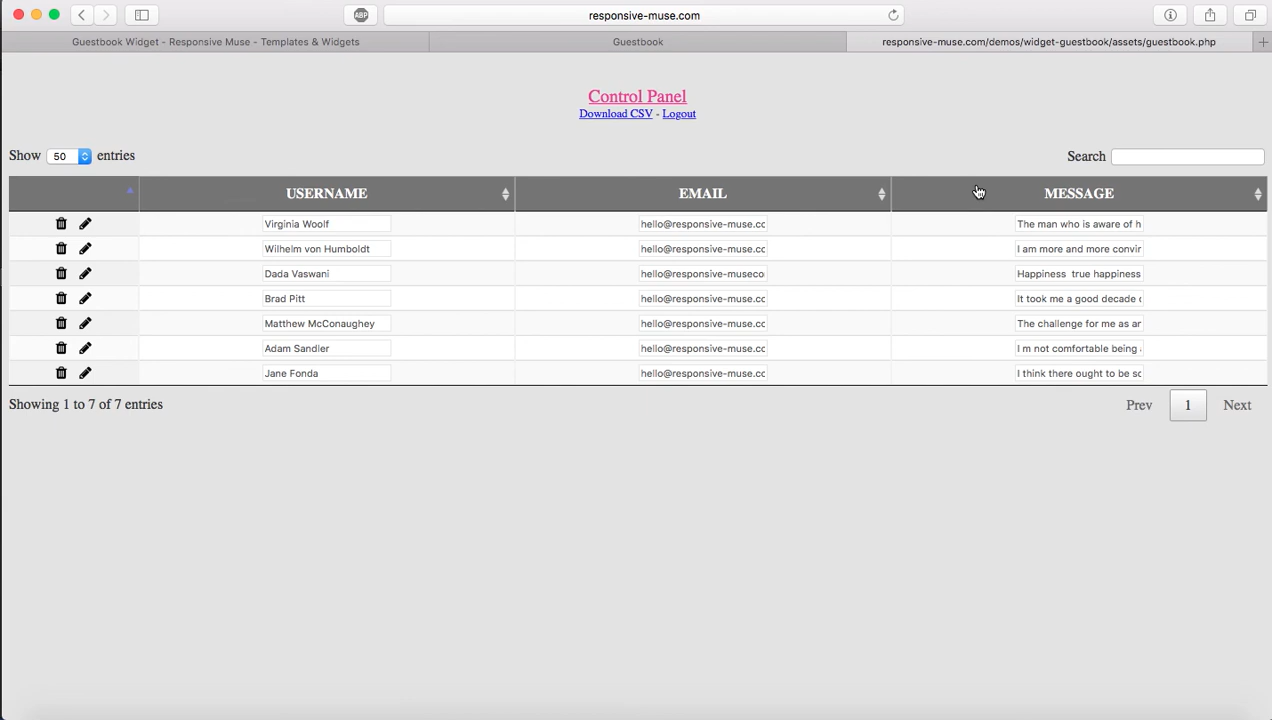 ABP
responsive-muse.com
Guestbook Widget - Responsive Muse - Templates & Widgets
Guestbook
responsive-muse.com/demos/widget-guestbook/assets/guestbook.php
Control Panel
Download CSV - Logout
Show 50 entries
Search
USERNAME EMAIL MESSAGE
Virginia Woolf hello@responsive-muse.cc The man who is aware of h
Wilhelm von Humboldt hello@responsive-muse.cc I am more and more convir
Dada Vaswani hello@responsive-museco Happiness true happiness
Brad Pitt hello@responsive-muse.cc It took me a good decade
Matthew McConaughey hello@responsive-muse.cc The challenge for me as ar
Adam Sandler hello@responsive-muse.cc I m not comfortable being
Jane Fonda hello@responsive-muse.cc I think there ought to be sc
Showing 1 to 7 of 7 entries
Prev 1 Next